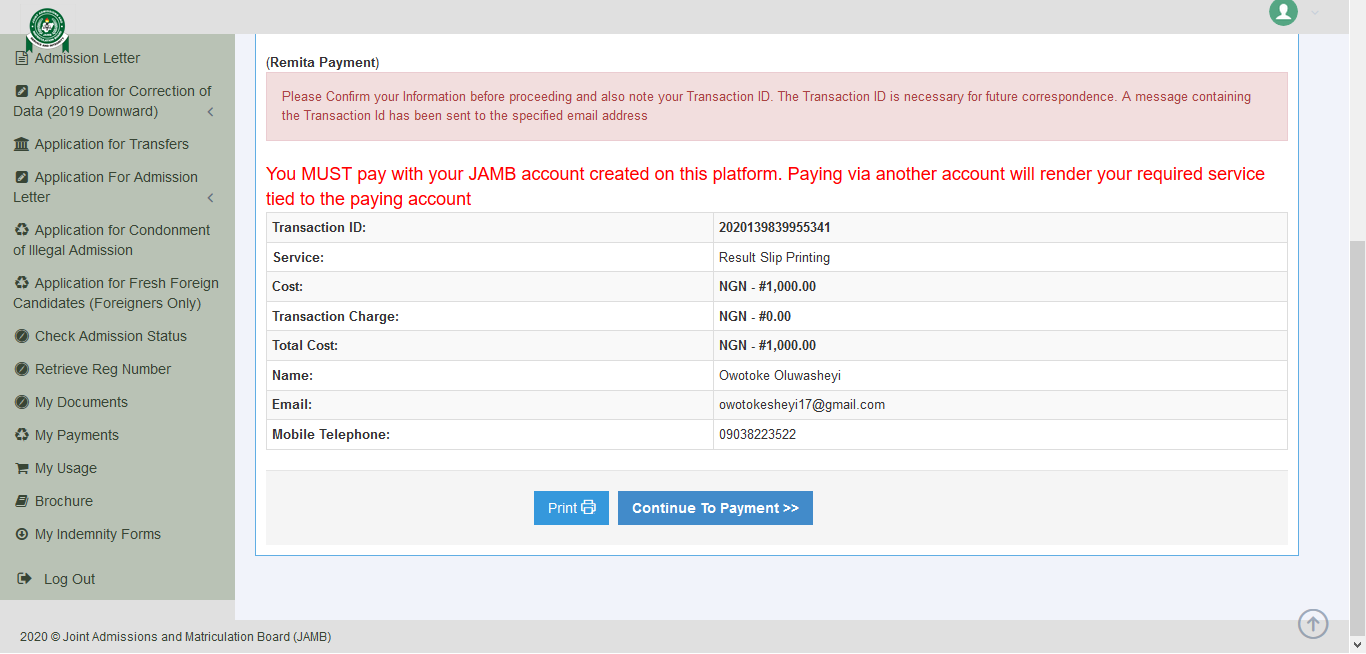 Admission Letter
Application for Correction of
Data (2019 Downward)
Application for Transfers
Application For Admission
Letter
Application for Condonment
of Illegal Admission
Application for Fresh Foreign
Candidates (Foreigners Only)
Check Admission Status
Retrieve Reg Number
My Documents
My Payments
My Usage
Brochure
My Indemnity Forms
Log Out
(Remita Payment)
Please Confirm your Information before proceeding and also note your Transaction ID. The Transaction ID is necessary for future correspondence. A message containing
the Transaction Id has been sent to the specified email address
You MUST pay with your JAMB account created on this platform. Paying via another account will render your required service
tied to the paying account
Transaction ID: 2020139839955341
Service: Result Slip Printing
Cost: NGN - #1,000.00
Transaction Charge: NGN - #0.00
Total Cost: NGN - #1,000.00
Name: Owotoke Oluwasheyi
Email: owotokesheyi17@gmail.com
Mobile Telephone: 09038223522
Print
Continue To Payment >>
2020 © Joint Admissions and Matriculation Board (JAMB)